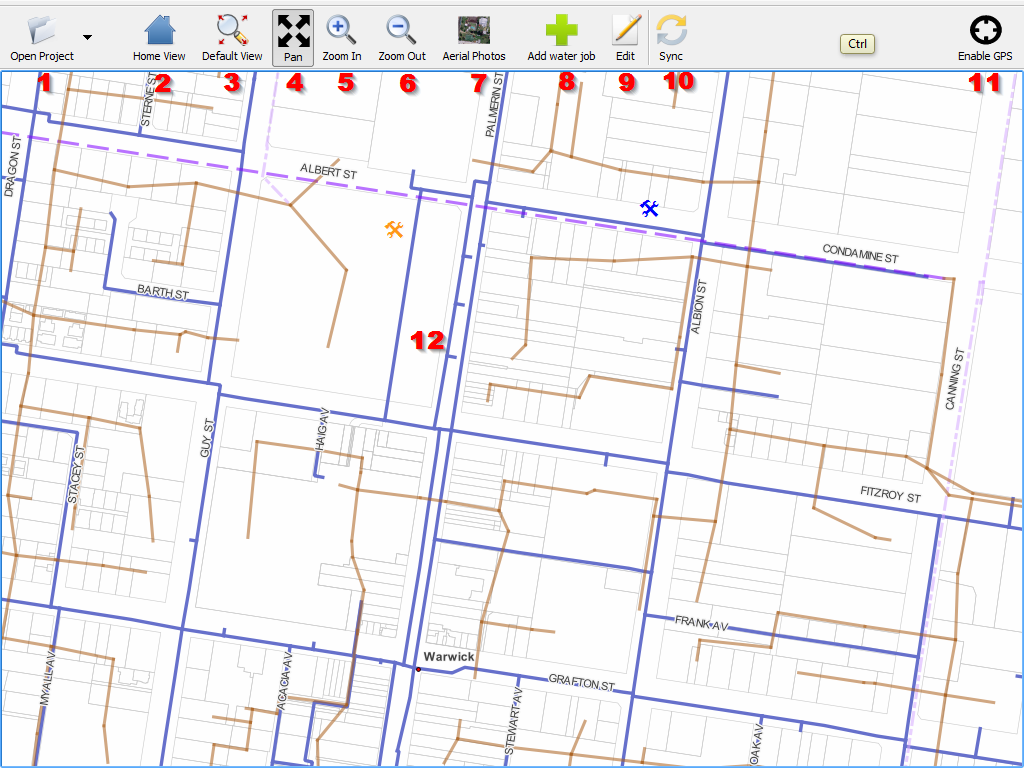 Open Project
Home View
Default View
Pan
Zoom In
Zoom Out
Aerial Photos
Add water job
Edit
Sync
Ctrl
Enable GPS
1
2
3
4
5
6
7
8
9
10
11
STERNE ST
PALMERIN ST
DRAGON ST
ALBERT ST
CONDAMINE ST
BARTH ST
ALBION ST
12
CANNING ST
GUY ST
HAIG AV
STACEY ST
FITZROY ST
FRANK AV
Warwick
MYALL AV
ACACIA AV
GRAFTON ST
STEWART AV
OAK AV